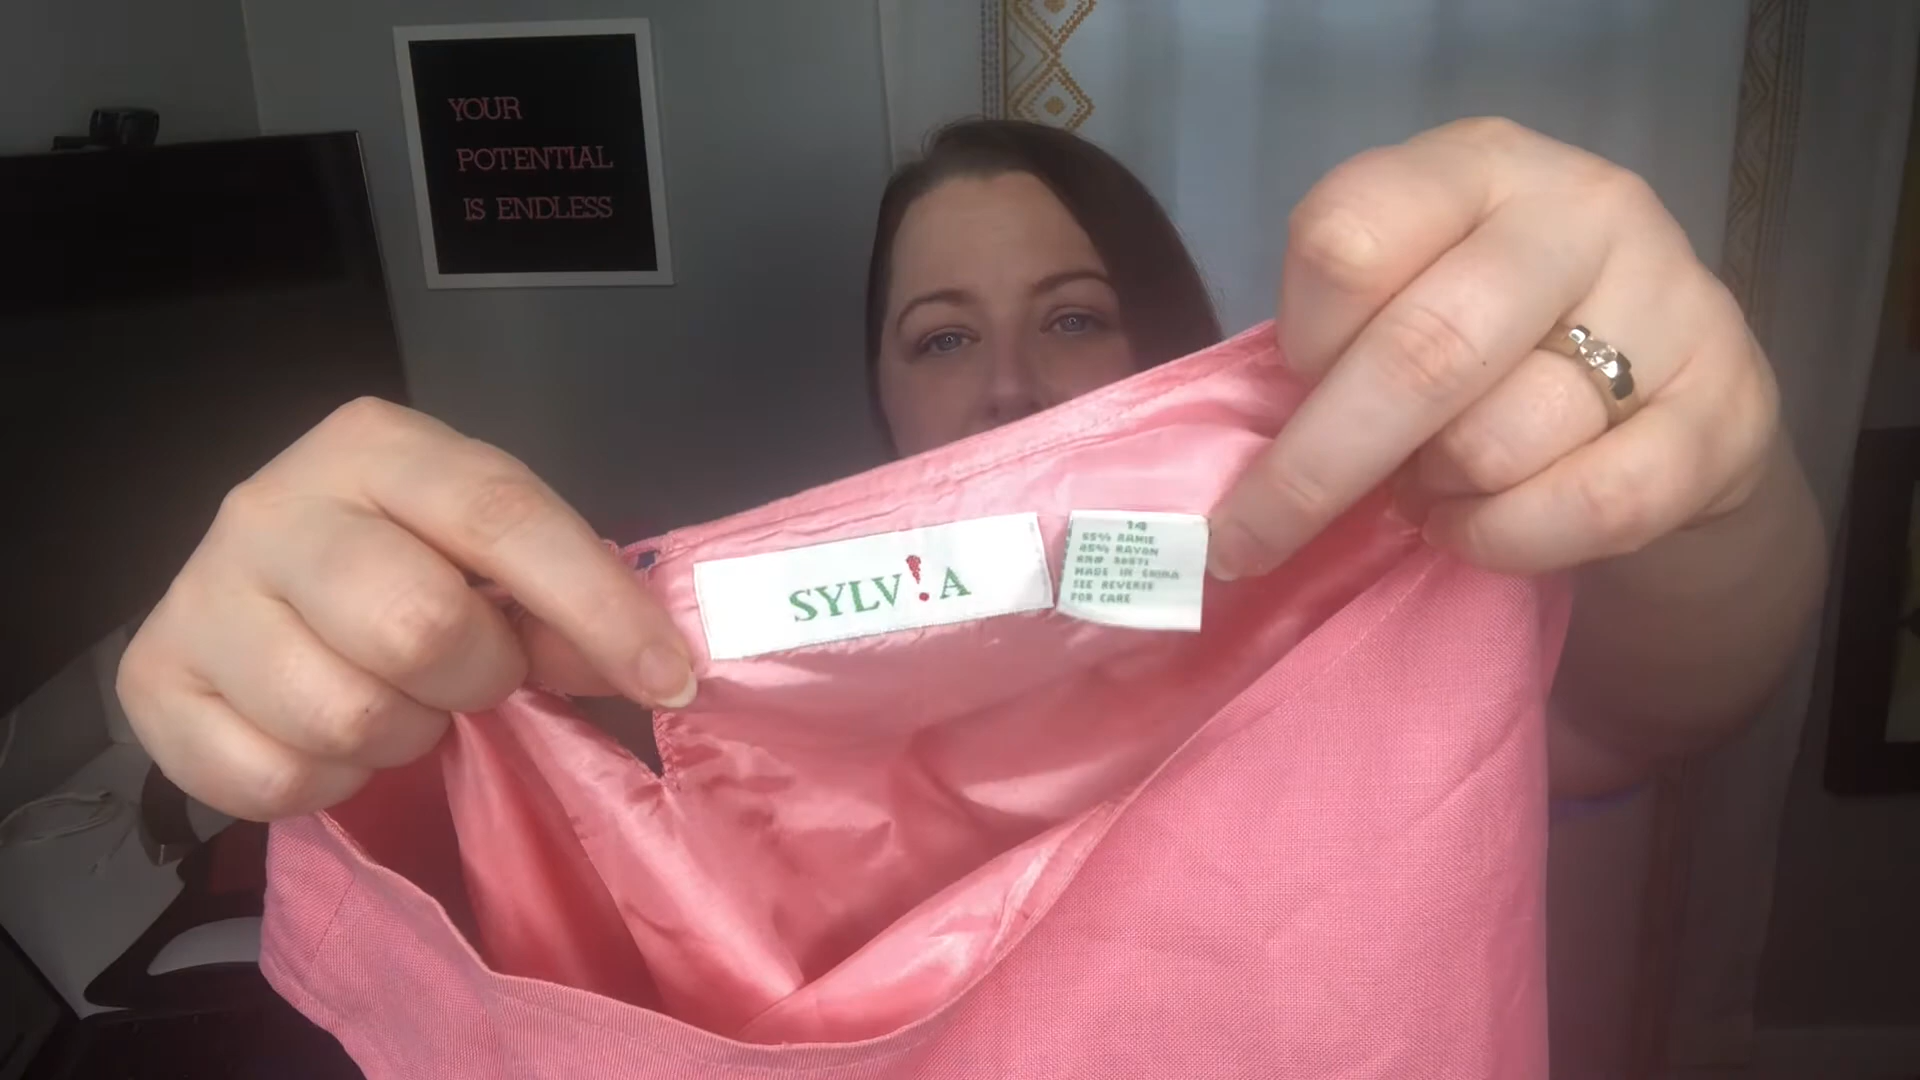 YOUR
POTENTIAL
IS ENDLESS
SYLV!A
14
55% RAMIE
45% RAYON
MADE IN CHINA
SEE REVERSE
FOR CARE